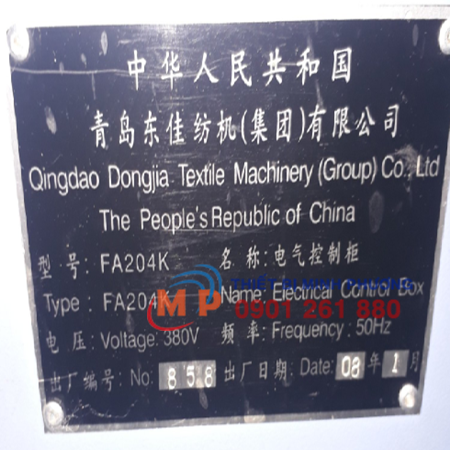 中华人民共和国
青岛东佳纺机(集团)有限公司
Qingdao Dongjia Textile Machinery (Group) Co., Ltd
The People's Republic of China
型号: FA204K 名称: 电气控制柜
Type: FA204K Name: Electrical Control Box
MP 0901 261 880
电压: Voltage: 380V 频率: Frequency: 50Hz
出厂编号: No: 858 出厂日期: Date: 08年1月